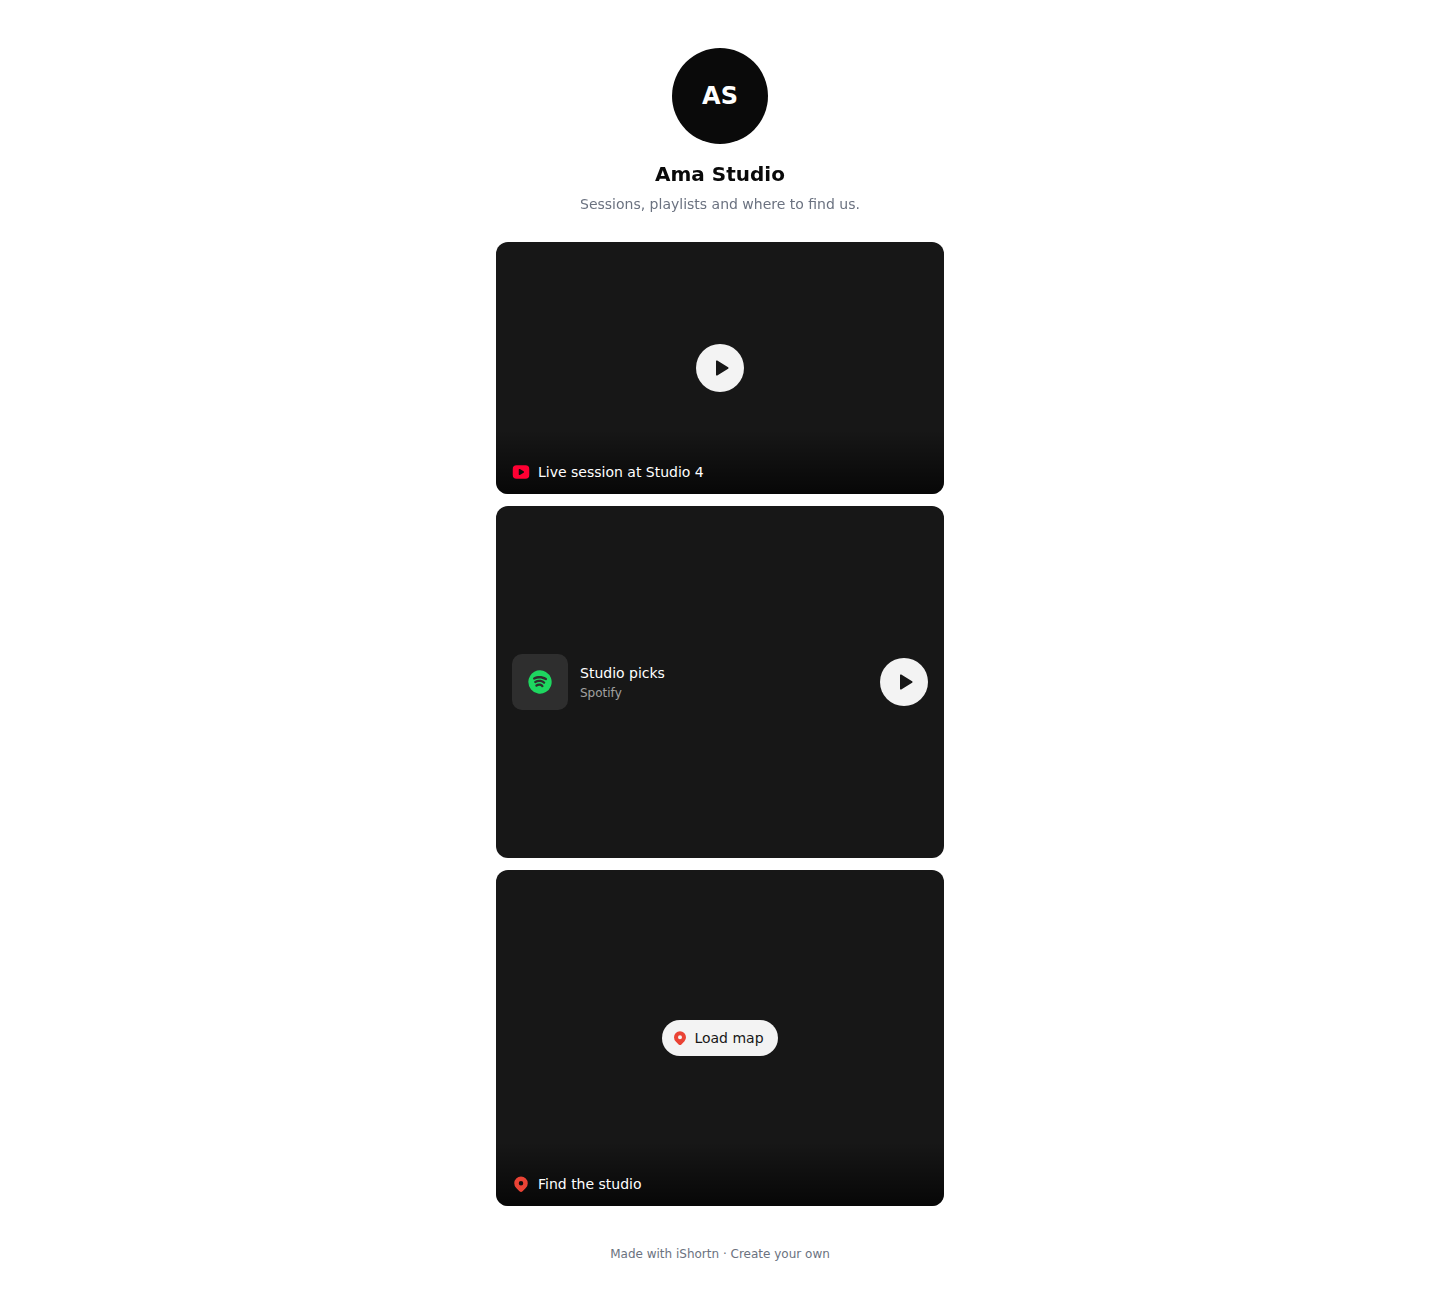 AS
Ama Studio
Sessions, playlists and where to find us.
Live session at Studio 4
Studio picks
Spotify
Load map
Find the studio
Made with iShortn · Create your own